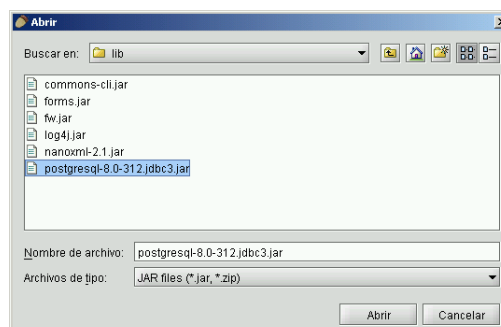 Abrir
Buscar en: lib
commons-cli.jar
forms.jar
fw.jar
log4j.jar
nanoxml-2.1.jar
postgresql-8.0-312.jdbc3.jar
Nombre de archivo: postgresql-8.0-312.jdbc3.jar
Archivos de tipo: JAR files (*.jar, *.zip)
Abrir Cancelar